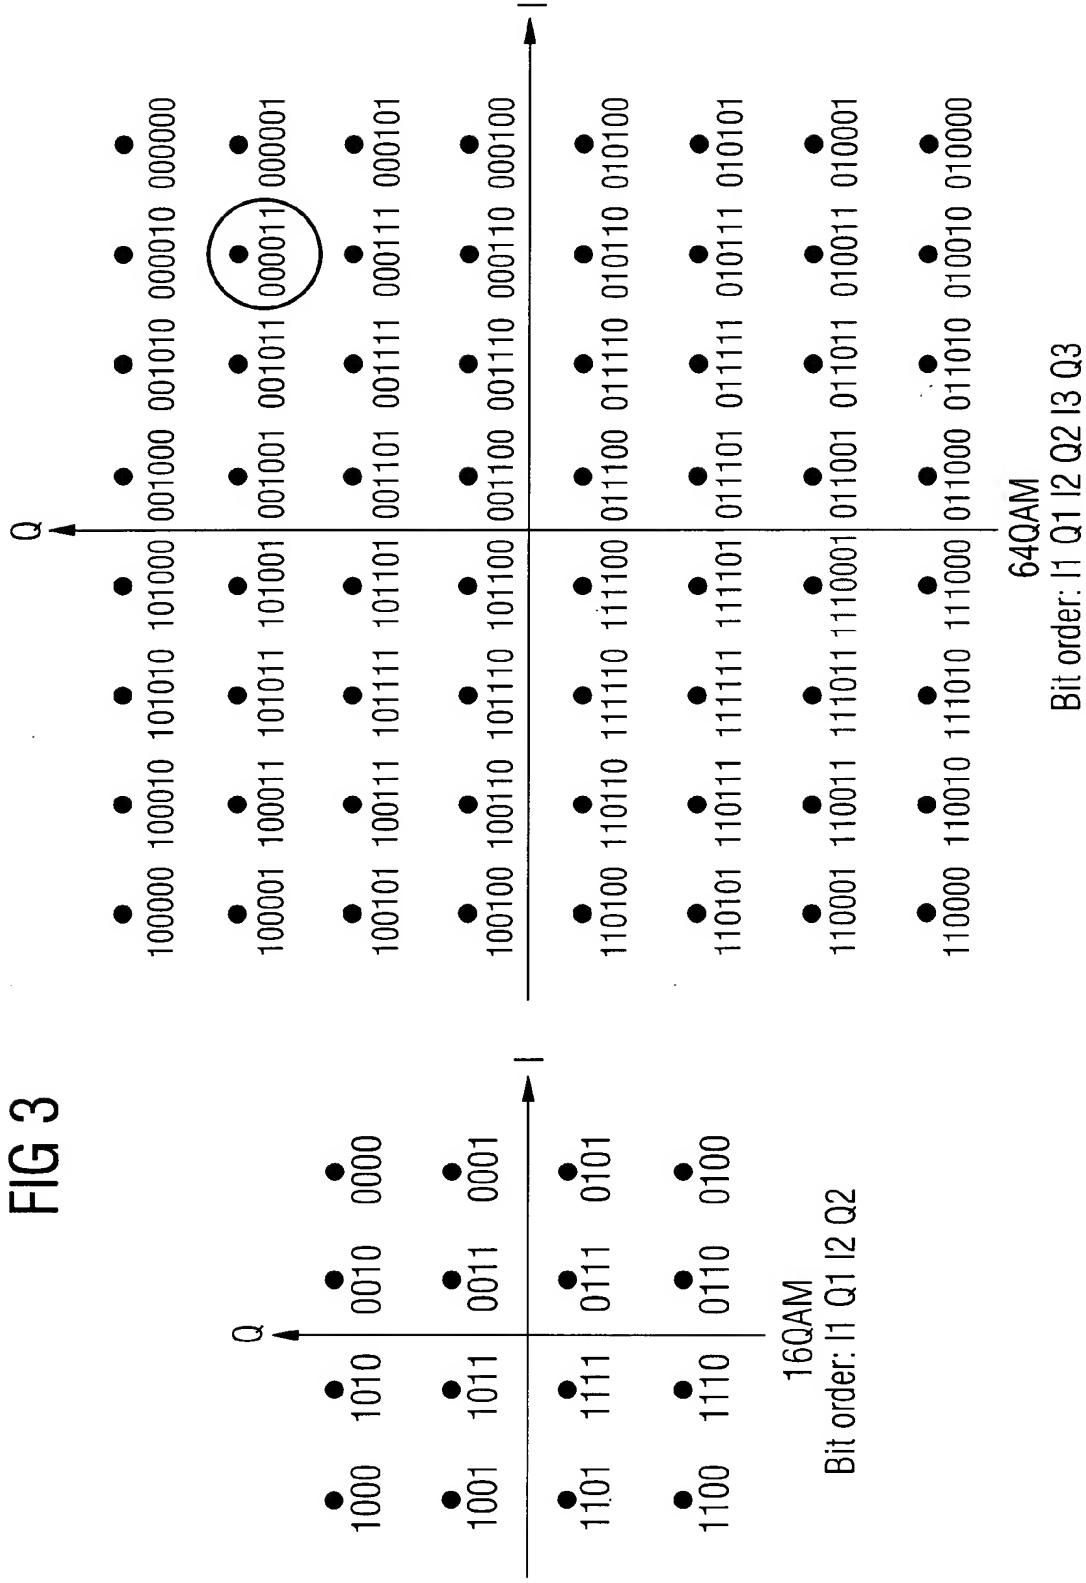 FIG 3
Q
1000 1010 0010 0000
1001 1011 0011 0001
I
1101 1111 0111 0101
1100 1110 0110 0100
16QAM
Bit order: I1 Q1 I2 Q2
Q
100000 100010 101010 101000 001000 001010 000010 000000
100001 100011 101011 101001 001001 001011 000011 000001
100101 100111 101111 101101 001101 001111 000111 000101
100100 100110 101110 101100 001100 001110 000110 000100
I
110100 110110 111110 111100 011100 011110 010110 010100
110101 110111 111111 111101 011101 011111 010111 010101
110001 110011 111011 1110001 011001 011011 010011 010001
110000 110010 111010 111000 011000 011010 010010 010000
64QAM
Bit order: I1 Q1 I2 Q2 I3 Q3